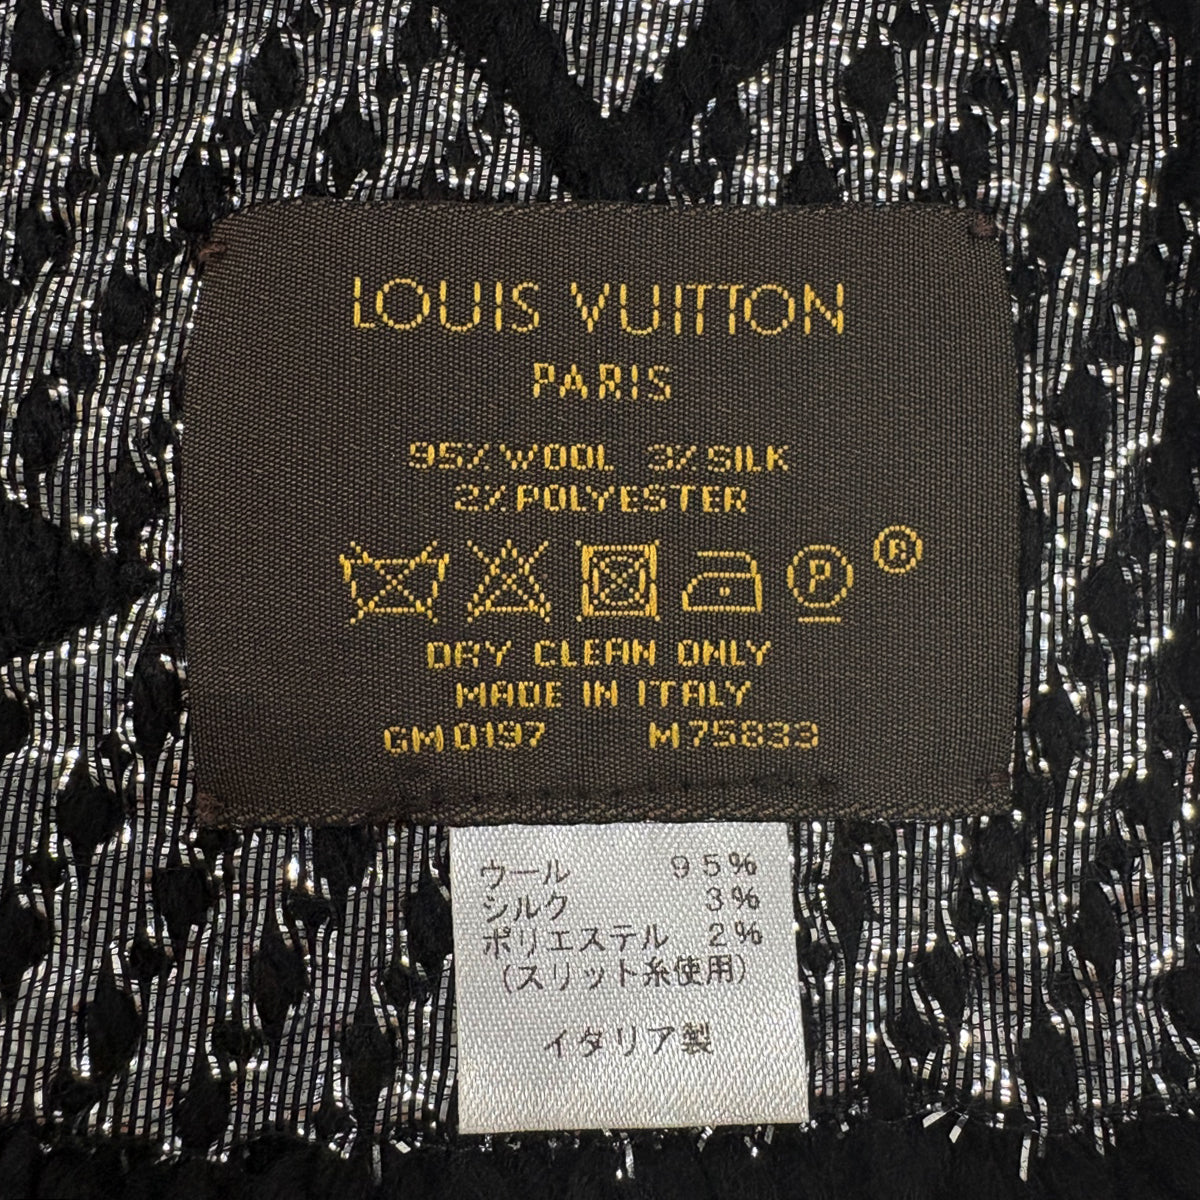 LOUIS VUITTON
PARIS
95% WOOL 3% SILK
2% POLYESTER
P ®
DRY CLEAN ONLY
MADE IN ITALY
GM0197 M75833
ウール 95%
シルク 3%
ポリエステル 2%
(スリット糸使用)
イタリア製